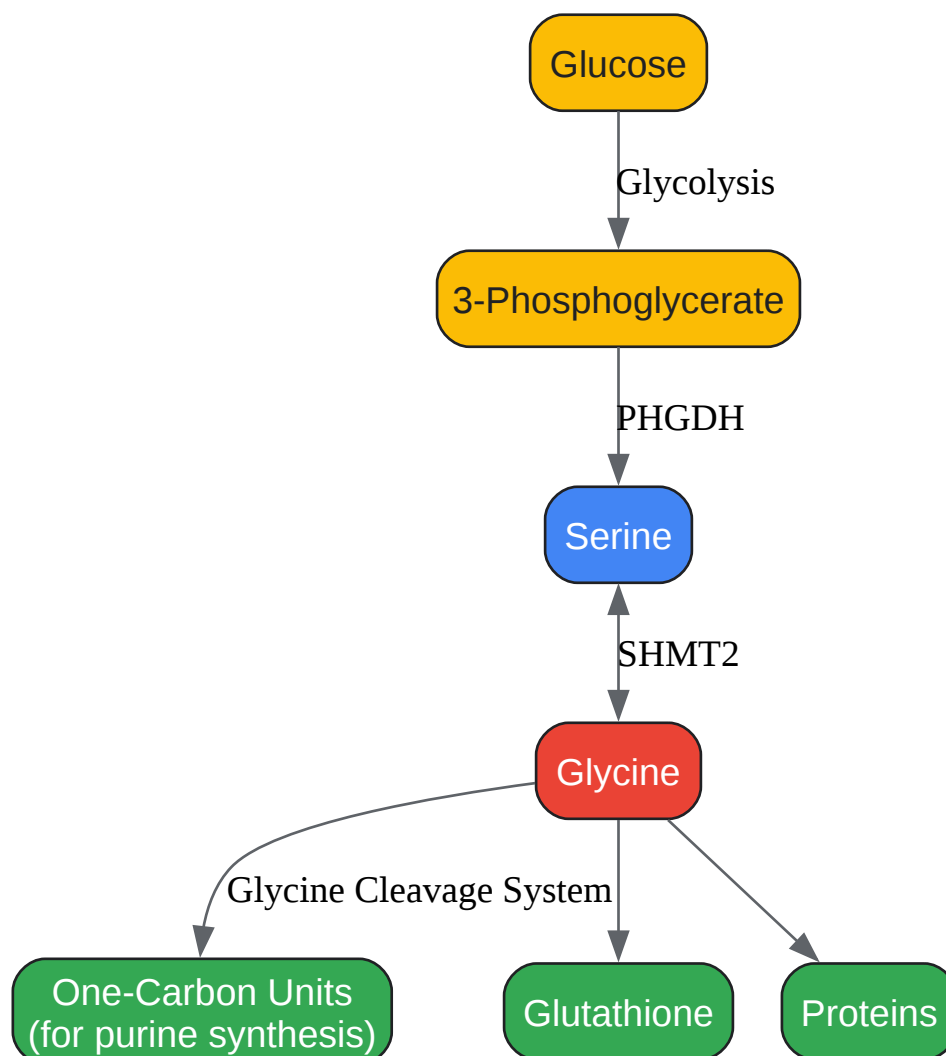 Glucose
Glycolysis
3-Phosphoglycerate
PHGDH
Serine
SHMT2
Glycine
Glycine Cleavage System
One-Carbon Units
(for purine synthesis)
Glutathione
Proteins